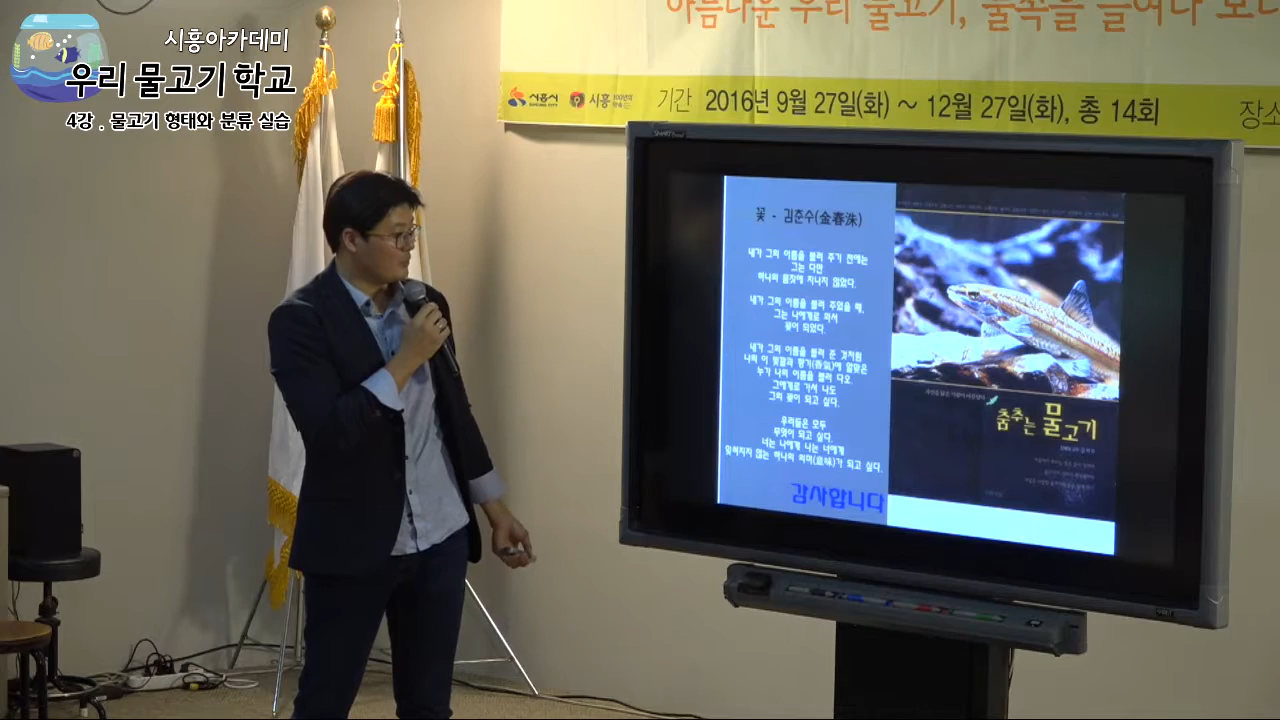 시흥아카데미
우리 물고기 학교
4강 . 물고기 형태와 분류 실습
아름다운 우리 물고기, 물속을 들여다 보다
시흥시
시흥
기간 2016년 9월 27일(화) ~ 12월 27일(화), 총 14회
장소
꽃 - 김춘수(金春洙)
내가 그의 이름을 불러 주기 전에는
그는 다만
하나의 몸짓에 지나지 않았다.
내가 그의 이름을 불러 주었을 때,
그는 나에게로 와서
꽃이 되었다.
내가 그의 이름을 불러 준 것처럼
나의 이 빛깔과 향기(香氣)에 알맞은
누가 나의 이름을 불러 다오.
그에게로 가서 나도
그의 꽃이 되고 싶다.
우리들은 모두
무엇이 되고 싶다.
너는 나에게 나는 너에게
잊혀지지 않는 하나의 의미(意味)가 되고 싶다.
감사합니다
춤추는 물고기